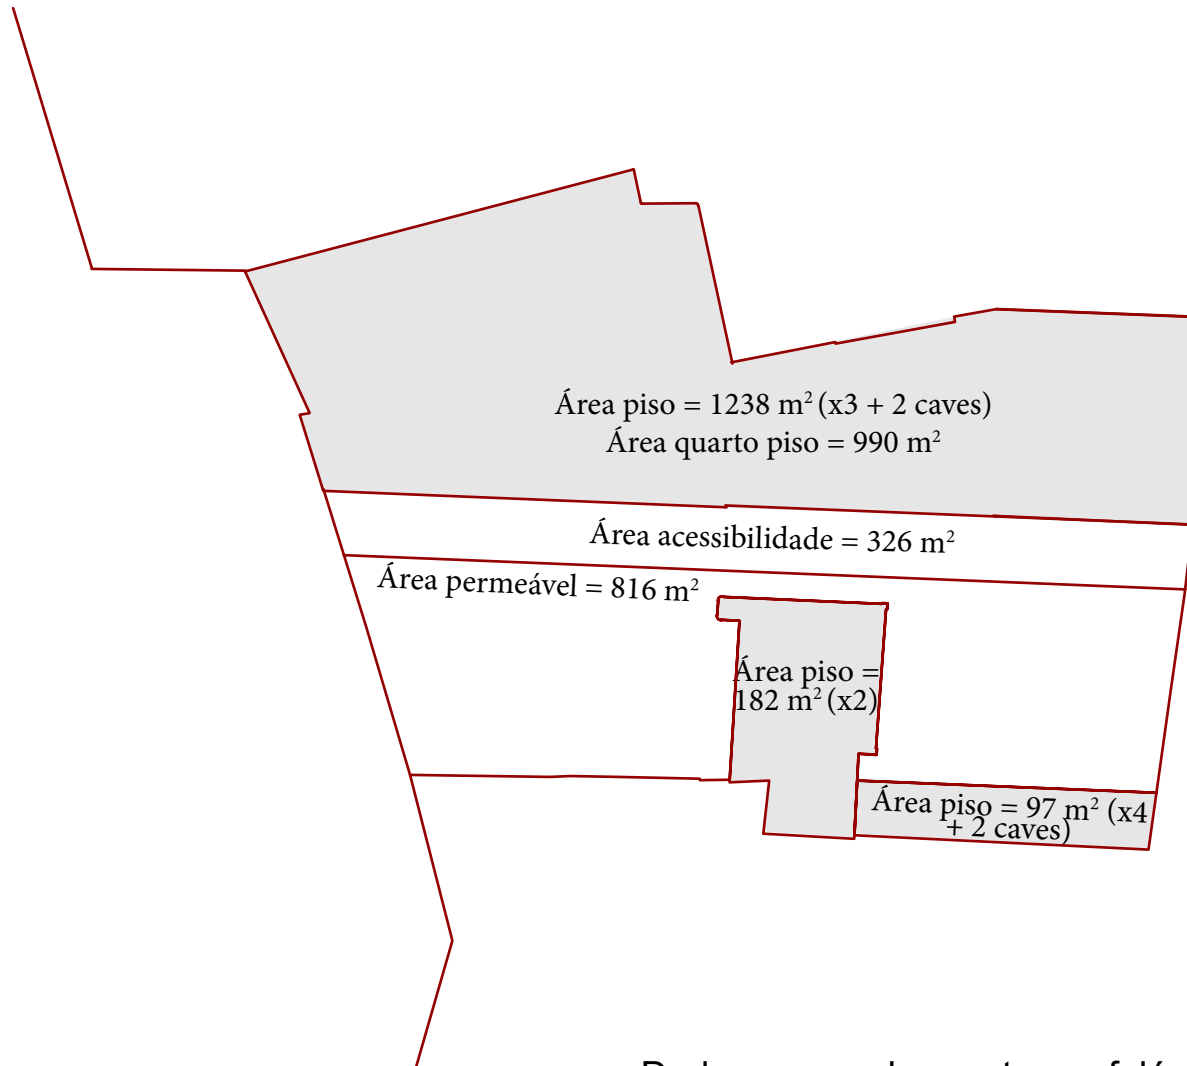 Área piso = 1238 m² (x3 + 2 caves)
Área quarto piso = 990 m²
Área acessibilidade = 326 m²
Área permeável = 816 m²
Área piso =
182 m² (x2)
Área piso = 97 m² (x4
+ 2 caves)